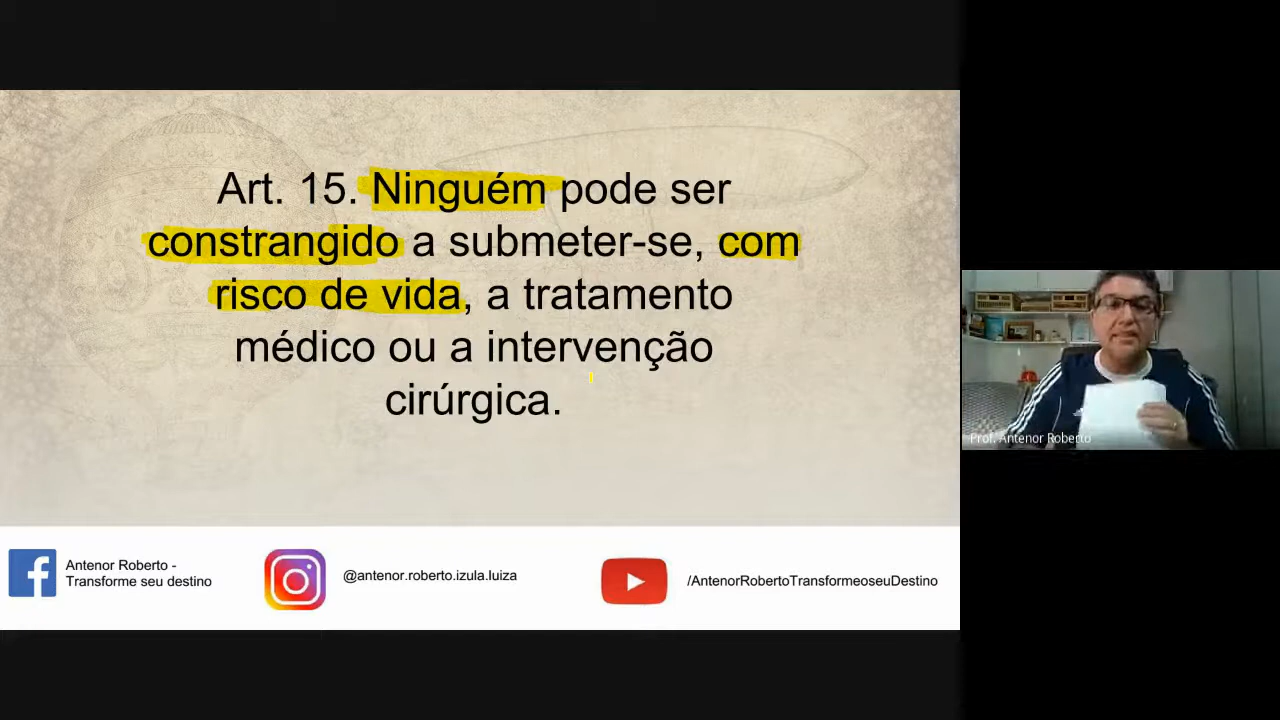 Art. 15. Ninguém pode ser
constrangido a submeter-se, com
risco de vida, a tratamento
médico ou a intervenção
cirúrgica.
Prof. Antenor Roberto
Antenor Roberto -
Transforme seu destino
@antenor.roberto.izula.luiza
/AntenorRobertoTransformeoseuDestino